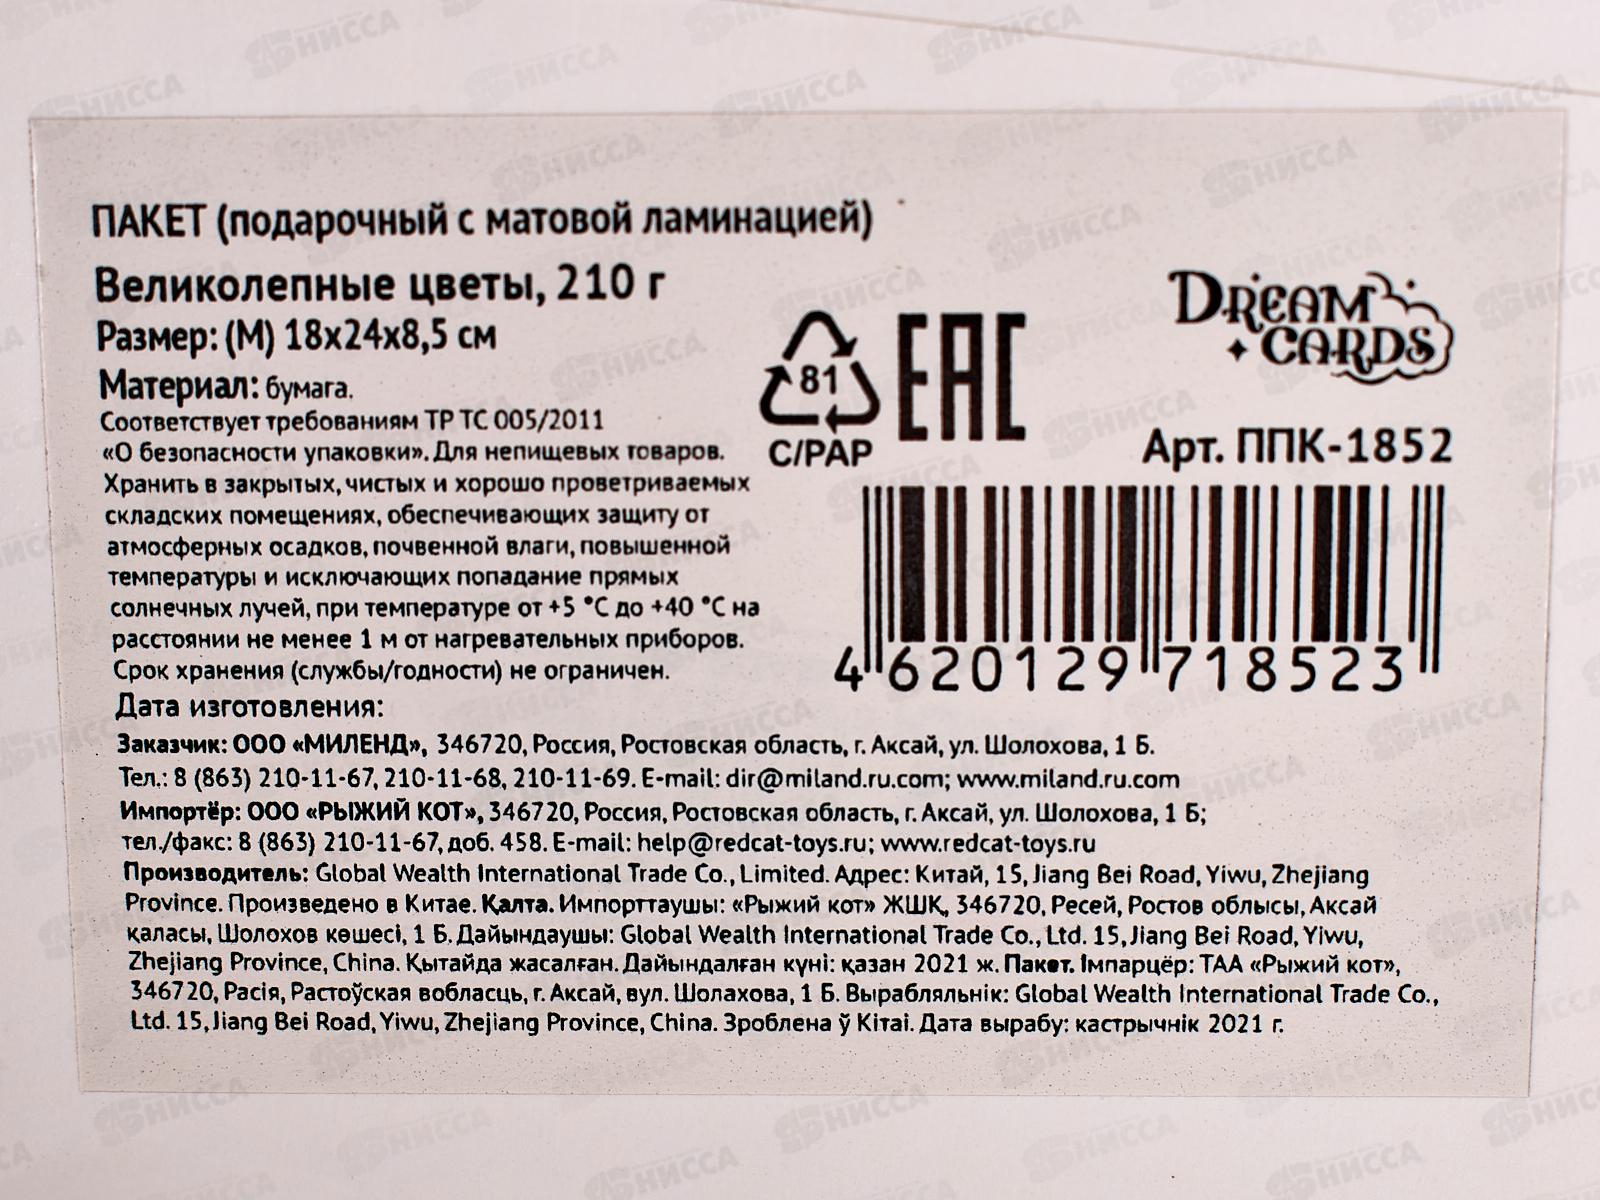 ПАКЕТ (подарочный с матовой ламинацией)
Великолепные цветы, 210 г
Размер: (М) 18х24х8,5 см
Материал: бумага.
Соответствует требованиям ТР ТС 005/2011
«О безопасности упаковки». Для непищевых товаров.
Хранить в закрытых, чистых и хорошо проветриваемых
складских помещениях, обеспечивающих защиту от
атмосферных осадков, почвенной влаги, повышенной
температуры и исключающих попадание прямых
солнечных лучей, при температуре от +5 °С до +40 °С на
расстоянии не менее 1 м от нагревательных приборов.
Срок хранения (службы/годности) не ограничен.
Дата изготовления:
81
C/PAP
EAC
DREAM
CARDS
Арт. ППК-1852
4 620129 718523
Заказчик: ООО «МИЛЕНД», 346720, Россия, Ростовская область, г. Аксай, ул. Шолохова, 1 Б.
Тел.: 8 (863) 210-11-67, 210-11-68, 210-11-69. E-mail: dir@miland.ru.com; www.miland.ru.com
Импортёр: ООО «РЫЖИЙ КОТ», 346720, Россия, Ростовская область, г. Аксай, ул. Шолохова, 1 Б;
тел./факс: 8 (863) 210-11-67, доб. 458. E-mail: help@redcat-toys.ru; www.redcat-toys.ru
Производитель: Global Wealth International Trade Co., Limited. Адрес: Китай, 15, Jiang Bei Road, Yiwu, Zhejiang
Province. Произведено в Китае. Қалта. Импорттаушы: «Рыжий кот» ЖШҚ, 346720, Ресей, Ростов облысы, Аксай
қаласы, Шолохов көшесі, 1 Б. Дайындаушы: Global Wealth International Trade Co., Ltd. 15, Jiang Bei Road, Yiwu,
Zhejiang Province, China. Қытайда жасалған. Дайындалған күні: қазан 2021 ж. Пакет. Імпарцёр: ТАА «Рыжий кот»,
346720, Расія, Растоўская вобласць, г. Аксай, вул. Шолахова, 1 Б. Вырабляльнік: Global Wealth International Trade Co.,
Ltd. 15, Jiang Bei Road, Yiwu, Zhejiang Province, China. Зроблена ў Кітаі. Дата вырабу: кастрычнік 2021 г.
НИССА